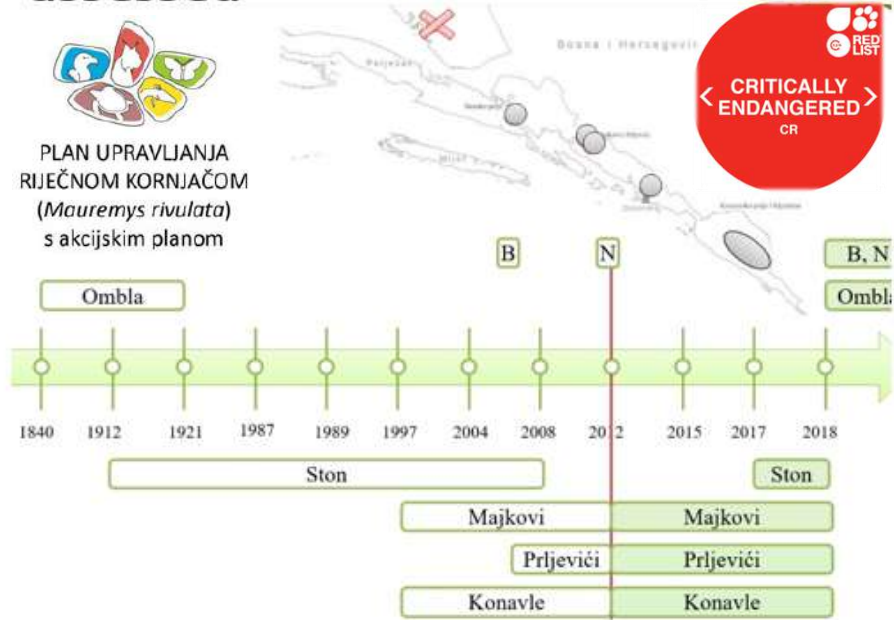 PLAN UPRAVLJANJA
RIJEČNOM KORNJAČOM
(Mauremys rivulata)
s akcijskim planom
Bosna i Hercegovin
RED
LIST
CRITICALLY
ENDANGERED
CR
B
N
B, N
Ombla
Ombla
1840
1912
1921
1987
1989
1997
2004
2008
2012
2015
2017
2018
Ston
Ston
Majkovi
Majkovi
Prljevići
Prljevići
Konavle
Konavle